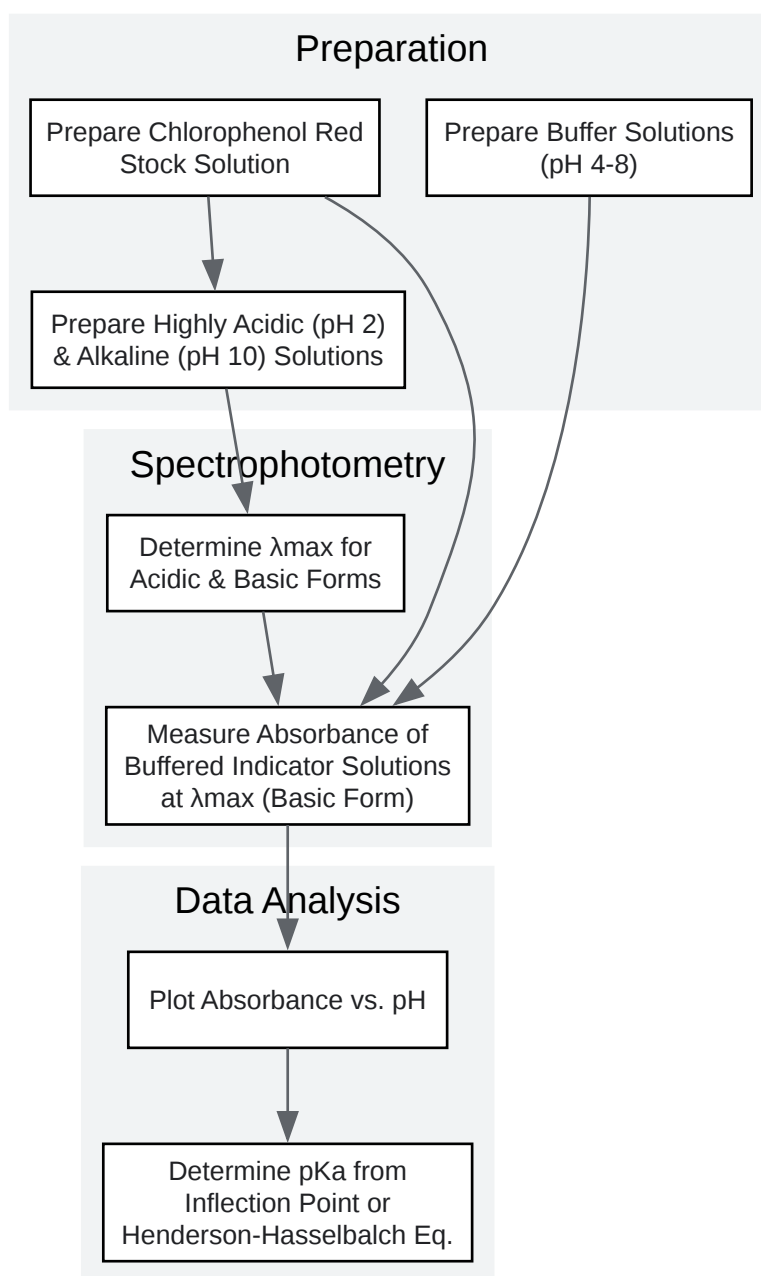 Preparation
Prepare Chlorophenol Red
Stock Solution
Prepare Buffer Solutions
(pH 4-8)
Prepare Highly Acidic (pH 2)
& Alkaline (pH 10) Solutions
Spectrophotometry
Determine λmax for
Acidic & Basic Forms
Measure Absorbance of
Buffered Indicator Solutions
at λmax (Basic Form)
Data Analysis
Plot Absorbance vs. pH
Determine pKa from
Inflection Point or
Henderson-Hasselbalch Eq.